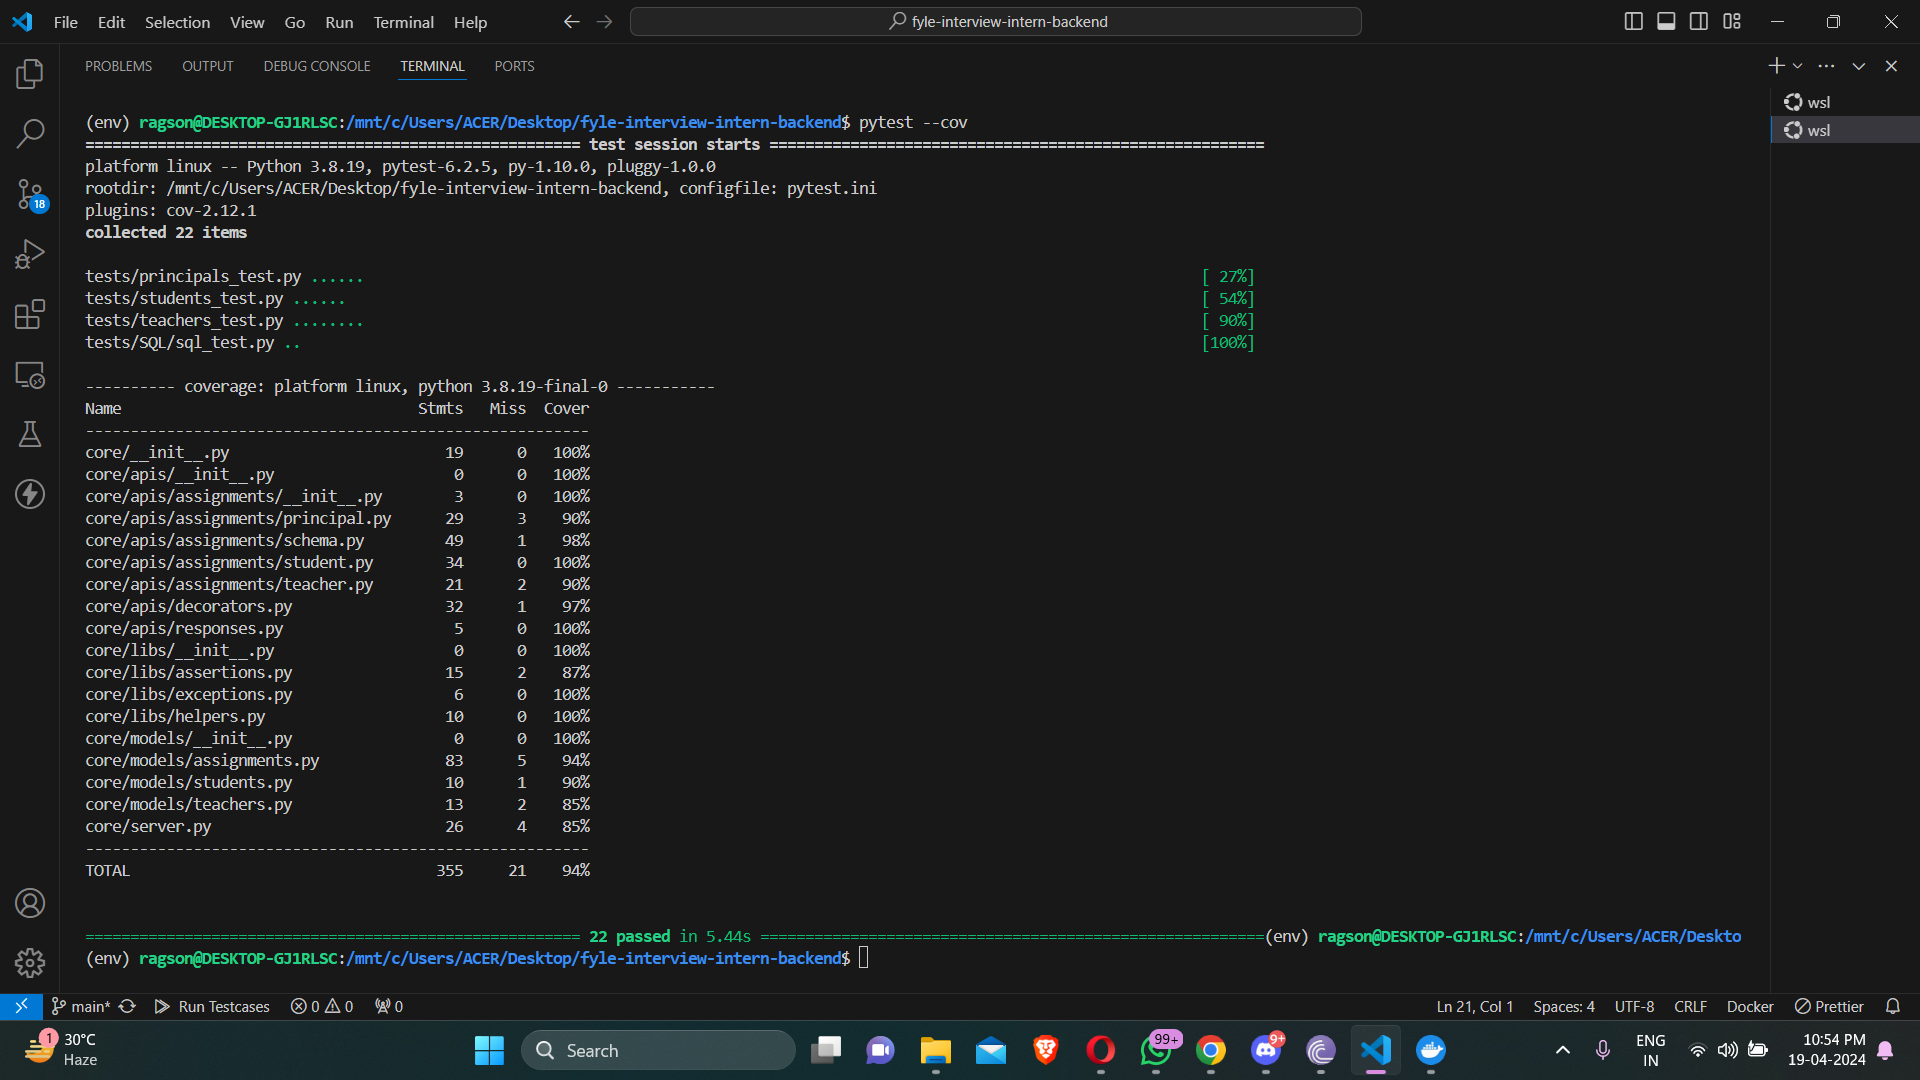 File Edit Selection View Go Run Terminal Help
fyle-interview-intern-backend
PROBLEMS OUTPUT DEBUG CONSOLE TERMINAL PORTS
wsl
wsl
(env) ragson@DESKTOP-GJ1RLSC:/mnt/c/Users/ACER/Desktop/fyle-interview-intern-backend$ pytest --cov
======================================================= test session starts =======================================================
platform linux -- Python 3.8.19, pytest-6.2.5, py-1.10.0, pluggy-1.0.0
rootdir: /mnt/c/Users/ACER/Desktop/fyle-interview-intern-backend, configfile: pytest.ini
plugins: cov-2.12.1
collected 22 items
tests/principals_test.py ...... [ 27%]
tests/students_test.py ...... [ 54%]
tests/teachers_test.py ........ [ 90%]
tests/SQL/sql_test.py .. [100%]
---------- coverage: platform linux, python 3.8.19-final-0 -----------
Name Stmts Miss Cover
--------------------------------------------------------
core/__init__.py 19 0 100%
core/apis/__init__.py 0 0 100%
core/apis/assignments/__init__.py 3 0 100%
core/apis/assignments/principal.py 29 3 90%
core/apis/assignments/schema.py 49 1 98%
core/apis/assignments/student.py 34 0 100%
core/apis/assignments/teacher.py 21 2 90%
core/apis/decorators.py 32 1 97%
core/apis/responses.py 5 0 100%
core/libs/__init__.py 0 0 100%
core/libs/assertions.py 15 2 87%
core/libs/exceptions.py 6 0 100%
core/libs/helpers.py 10 0 100%
core/models/__init__.py 0 0 100%
core/models/assignments.py 83 5 94%
core/models/students.py 10 1 90%
core/models/teachers.py 13 2 85%
core/server.py 26 4 85%
--------------------------------------------------------
TOTAL 355 21 94%
======================================================= 22 passed in 5.44s ========================================================(env) ragson@DESKTOP-GJ1RLSC:/mnt/c/Users/ACER/Deskto
(env) ragson@DESKTOP-GJ1RLSC:/mnt/c/Users/ACER/Desktop/fyle-interview-intern-backend$
18
main* Run Testcases 0 0 0 Ln 21, Col 1 Spaces: 4 UTF-8 CRLF Docker Prettier
1 30°C
Haze
Search
99+
9+
ENG
IN
10:54 PM
19-04-2024